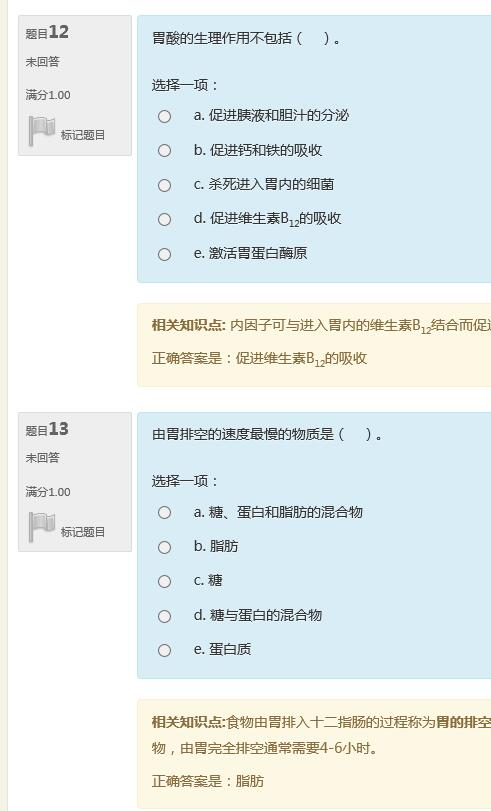 题目12
未回答
满分1.00
标记题目
胃酸的生理作用不包括（　）。
选择一项：
a. 促进胰液和胆汁的分泌
b. 促进钙和铁的吸收
c. 杀死进入胃内的细菌
d. 促进维生素B12的吸收
e. 激活胃蛋白酶原
相关知识点: 内因子可与进入胃内的维生素B12结合而促
正确答案是：促进维生素B12的吸收
题目13
未回答
满分1.00
标记题目
由胃排空的速度最慢的物质是（　）。
选择一项：
a. 糖、蛋白和脂肪的混合物
b. 脂肪
c. 糖
d. 糖与蛋白的混合物
e. 蛋白质
相关知识点:食物由胃排入十二指肠的过程称为胃的排空
物，由胃完全排空通常需要4-6小时。
正确答案是：脂肪